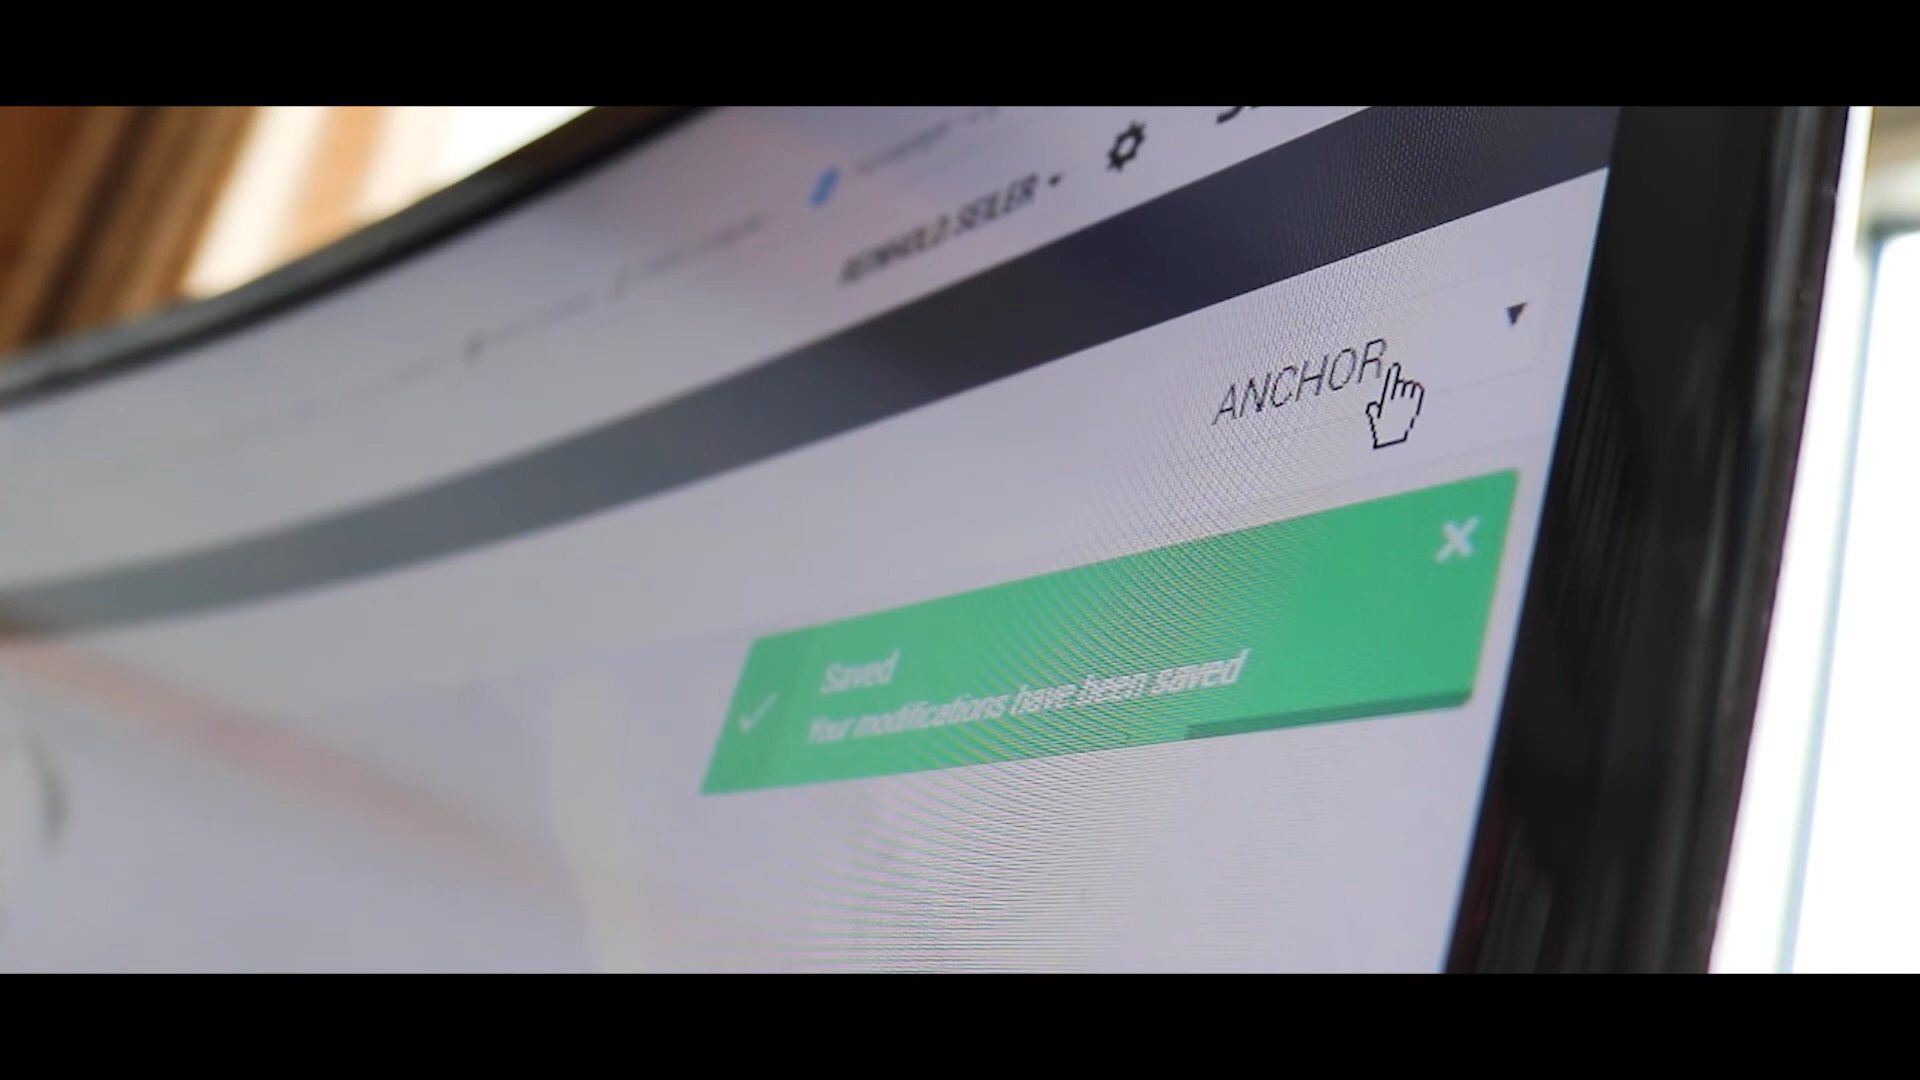 REINHOLD SEILER
ANCHOR
Saved
Your modifications have been saved